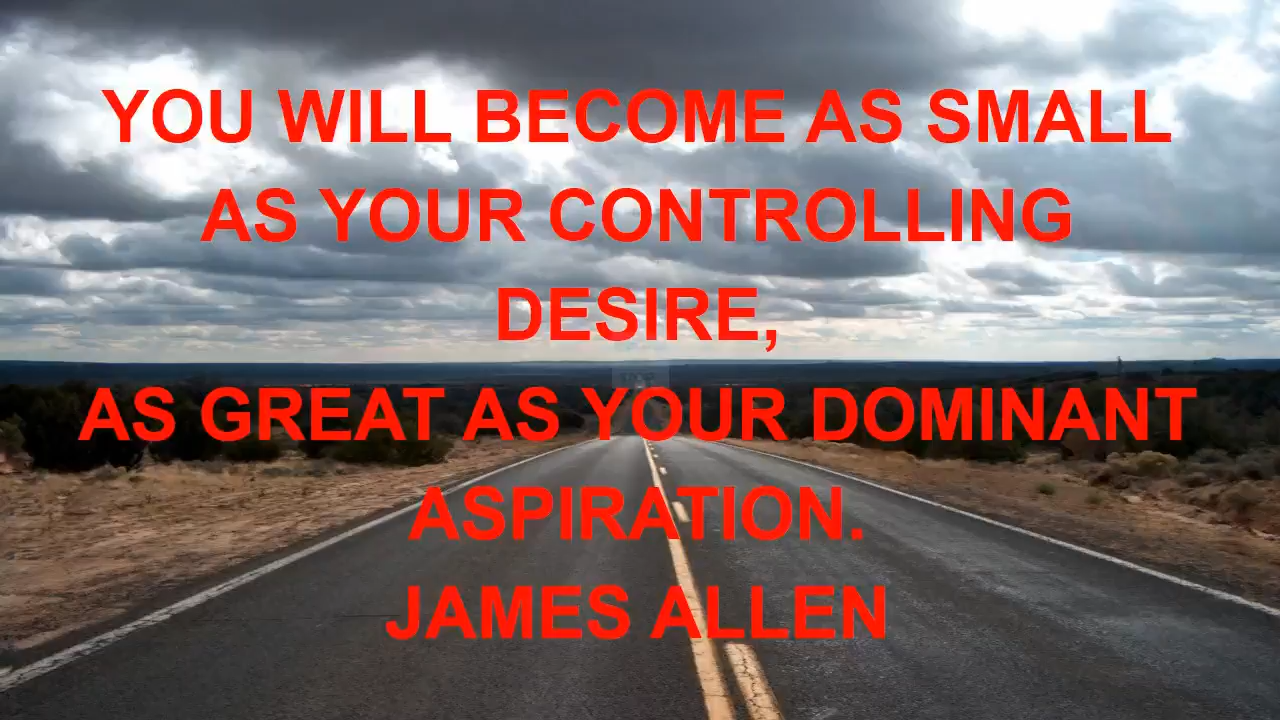 YOU WILL BECOME AS SMALL
AS YOUR CONTROLLING
DESIRE,
AS GREAT AS YOUR DOMINANT
ASPIRATION.
JAMES ALLEN